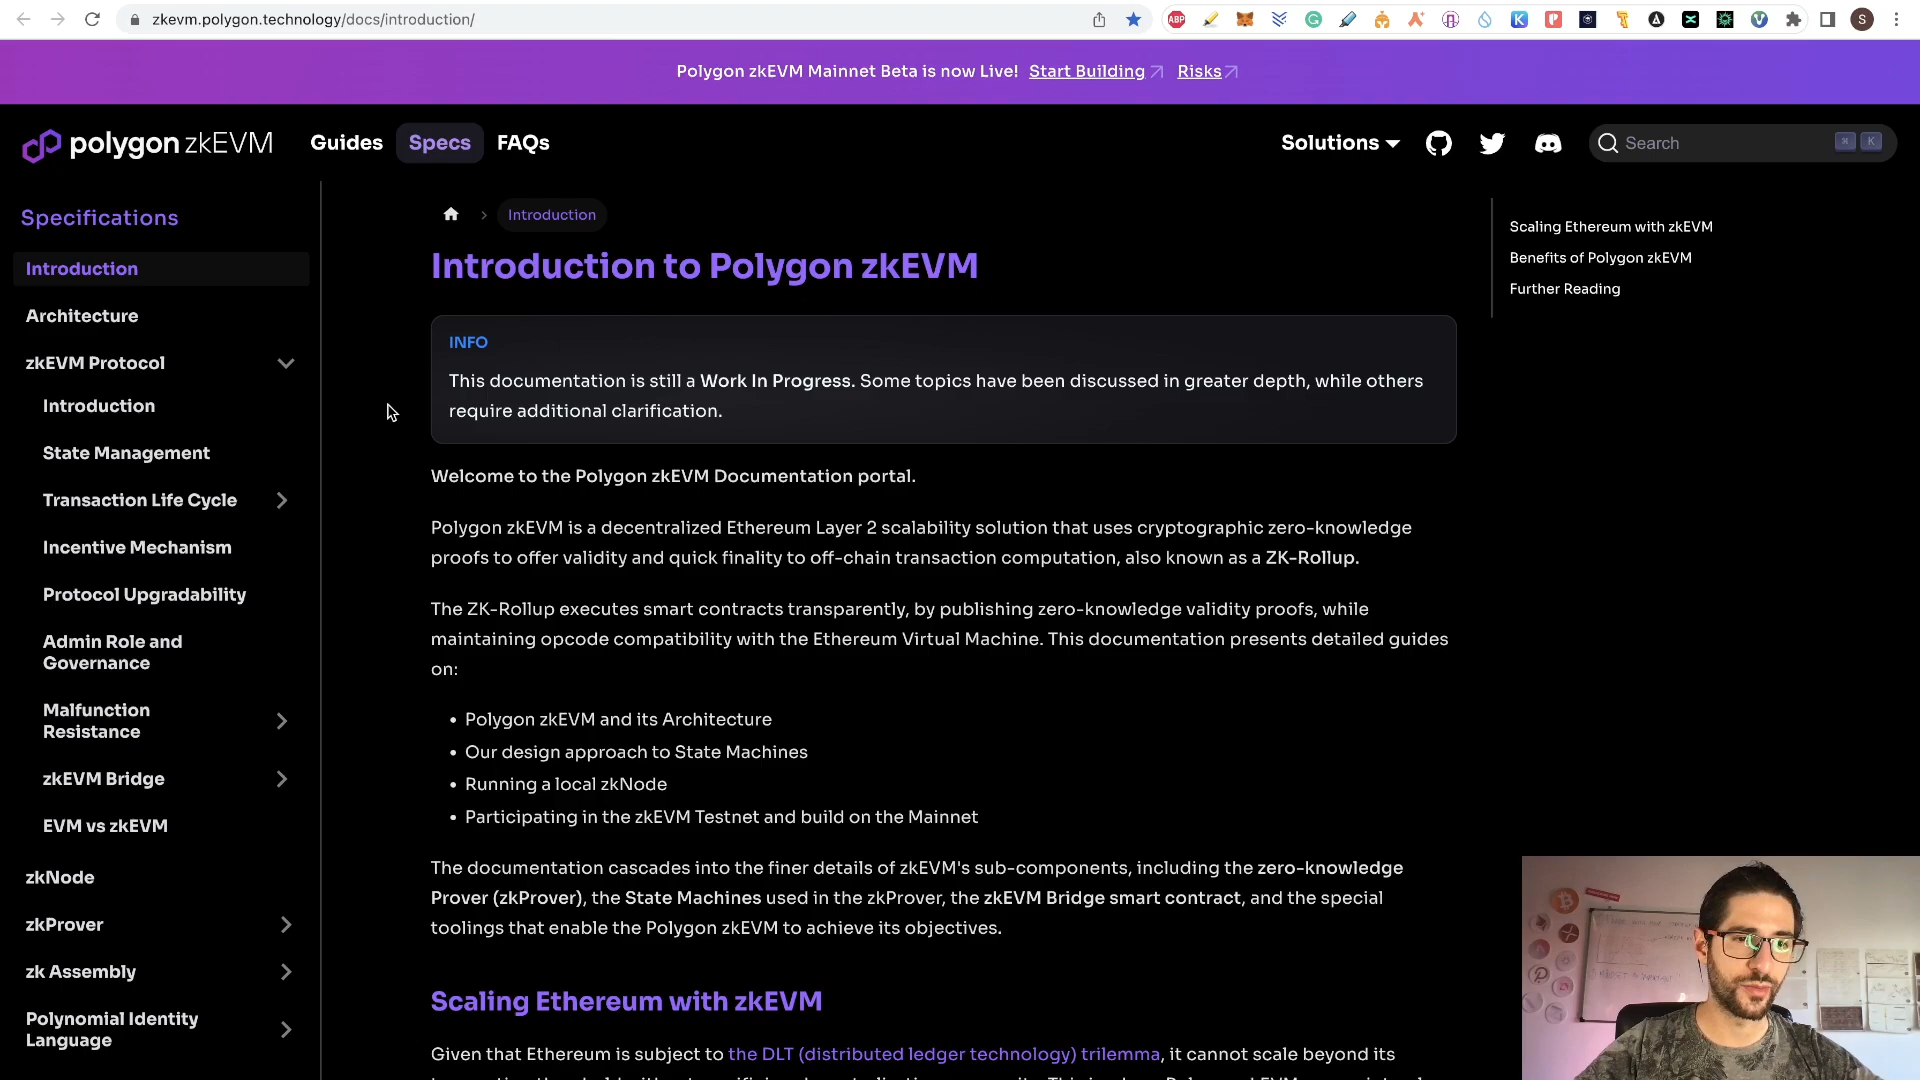 zkevm.polygon.technology/docs/introduction/
ABP
S
Polygon zkEVM Mainnet Beta is now Live! Start Building Risks
polygon zkEVM
Guides
Specs
FAQs
Solutions
Search
⌘ K
Specifications
Introduction
Architecture
zkEVM Protocol
Introduction
State Management
Transaction Life Cycle
Incentive Mechanism
Protocol Upgradability
Admin Role and
Governance
Malfunction
Resistance
zkEVM Bridge
EVM vs zkEVM
zkNode
zkProver
zk Assembly
Polynomial Identity
Language
Introduction
Introduction to Polygon zkEVM
INFO
This documentation is still a Work In Progress. Some topics have been discussed in greater depth, while others
require additional clarification.
Welcome to the Polygon zkEVM Documentation portal.
Polygon zkEVM is a decentralized Ethereum Layer 2 scalability solution that uses cryptographic zero-knowledge
proofs to offer validity and quick finality to off-chain transaction computation, also known as a ZK-Rollup.
The ZK-Rollup executes smart contracts transparently, by publishing zero-knowledge validity proofs, while
maintaining opcode compatibility with the Ethereum Virtual Machine. This documentation presents detailed guides
on:
• Polygon zkEVM and its Architecture
• Our design approach to State Machines
• Running a local zkNode
• Participating in the zkEVM Testnet and build on the Mainnet
The documentation cascades into the finer details of zkEVM's sub-components, including the zero-knowledge
Prover (zkProver), the State Machines used in the zkProver, the zkEVM Bridge smart contract, and the special
toolings that enable the Polygon zkEVM to achieve its objectives.
Scaling Ethereum with zkEVM
Given that Ethereum is subject to the DLT (distributed ledger technology) trilemma, it cannot scale beyond its
Scaling Ethereum with zkEVM
Benefits of Polygon zkEVM
Further Reading